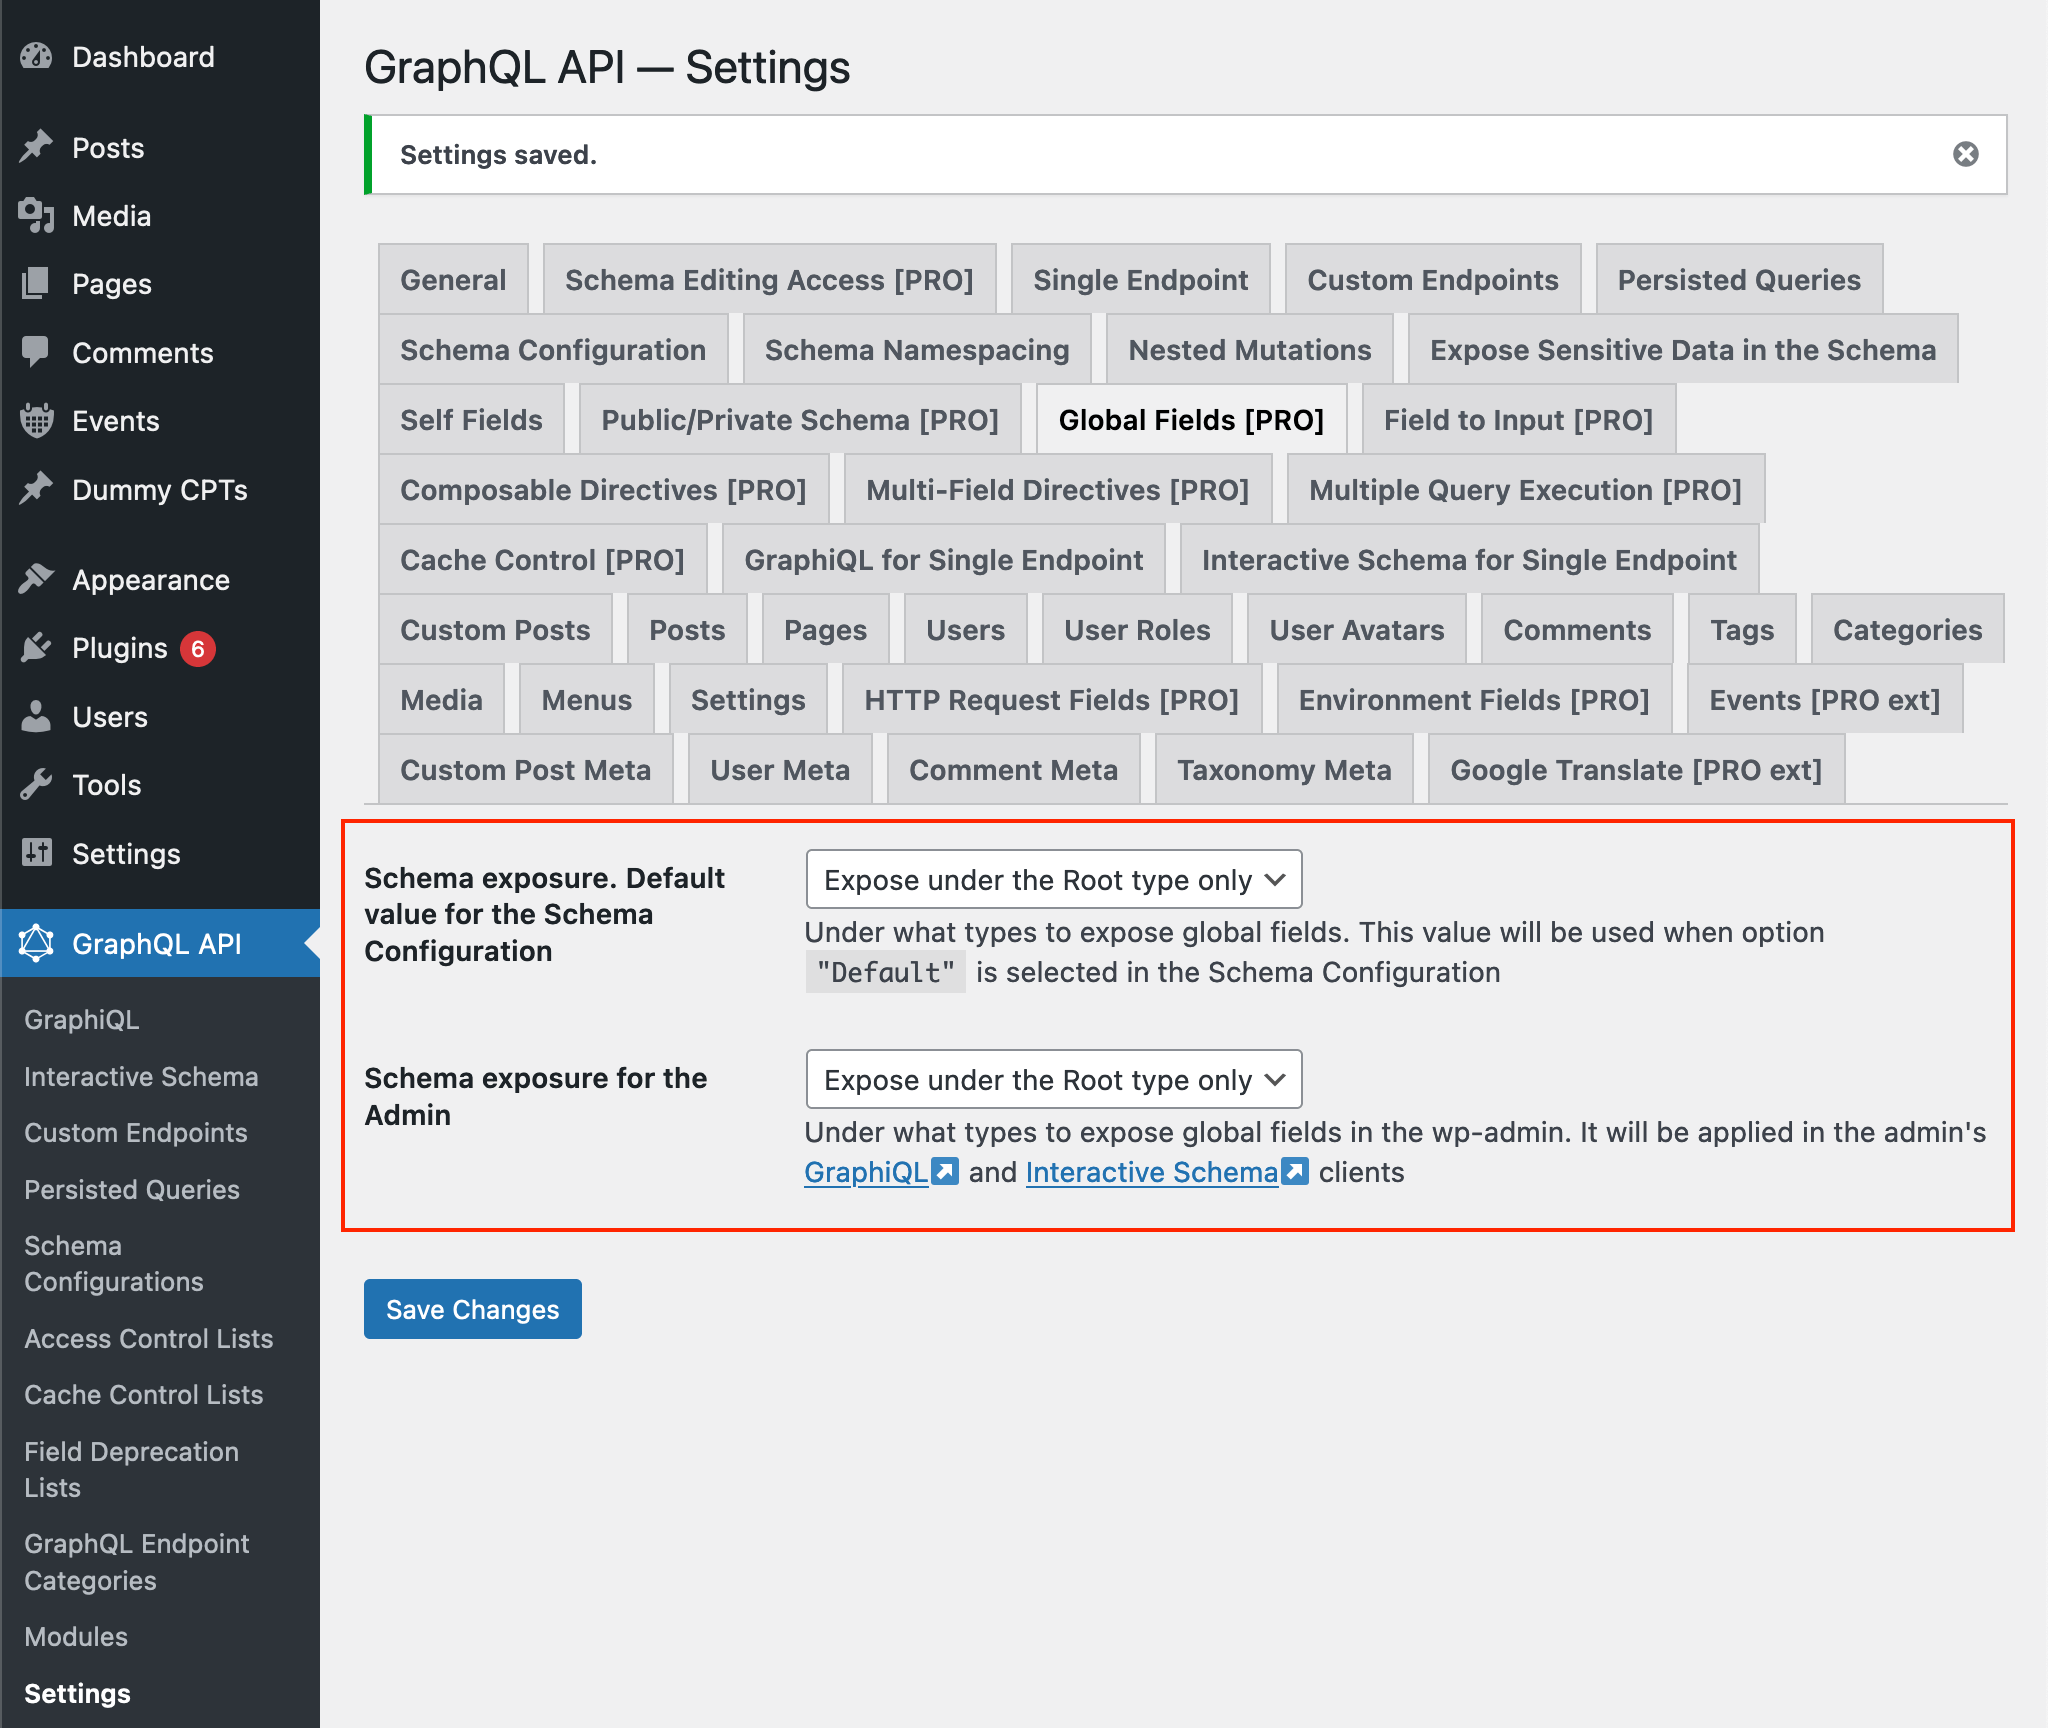 Dashboard
Posts
Media
Pages
Comments
Events
Dummy CPTs
Appearance
Plugins 6
Users
Tools
Settings
GraphQL API
GraphiQL
Interactive Schema
Custom Endpoints
Persisted Queries
Schema
Configurations
Access Control Lists
Cache Control Lists
Field Deprecation
Lists
GraphQL Endpoint
Categories
Modules
Settings
GraphQL API — Settings
Settings saved.
General Schema Editing Access [PRO] Single Endpoint Custom Endpoints Persisted Queries
Schema Configuration Schema Namespacing Nested Mutations Expose Sensitive Data in the Schema
Self Fields Public/Private Schema [PRO] Global Fields [PRO] Field to Input [PRO]
Composable Directives [PRO] Multi-Field Directives [PRO] Multiple Query Execution [PRO]
Cache Control [PRO] GraphiQL for Single Endpoint Interactive Schema for Single Endpoint
Custom Posts Posts Pages Users User Roles User Avatars Comments Tags Categories
Media Menus Settings HTTP Request Fields [PRO] Environment Fields [PRO] Events [PRO ext]
Custom Post Meta User Meta Comment Meta Taxonomy Meta Google Translate [PRO ext]
Schema exposure. Default
value for the Schema
Configuration
Expose under the Root type only
Under what types to expose global fields. This value will be used when option
"Default" is selected in the Schema Configuration
Schema exposure for the
Admin
Expose under the Root type only
Under what types to expose global fields in the wp-admin. It will be applied in the admin's
GraphiQL and Interactive Schema clients
Save Changes